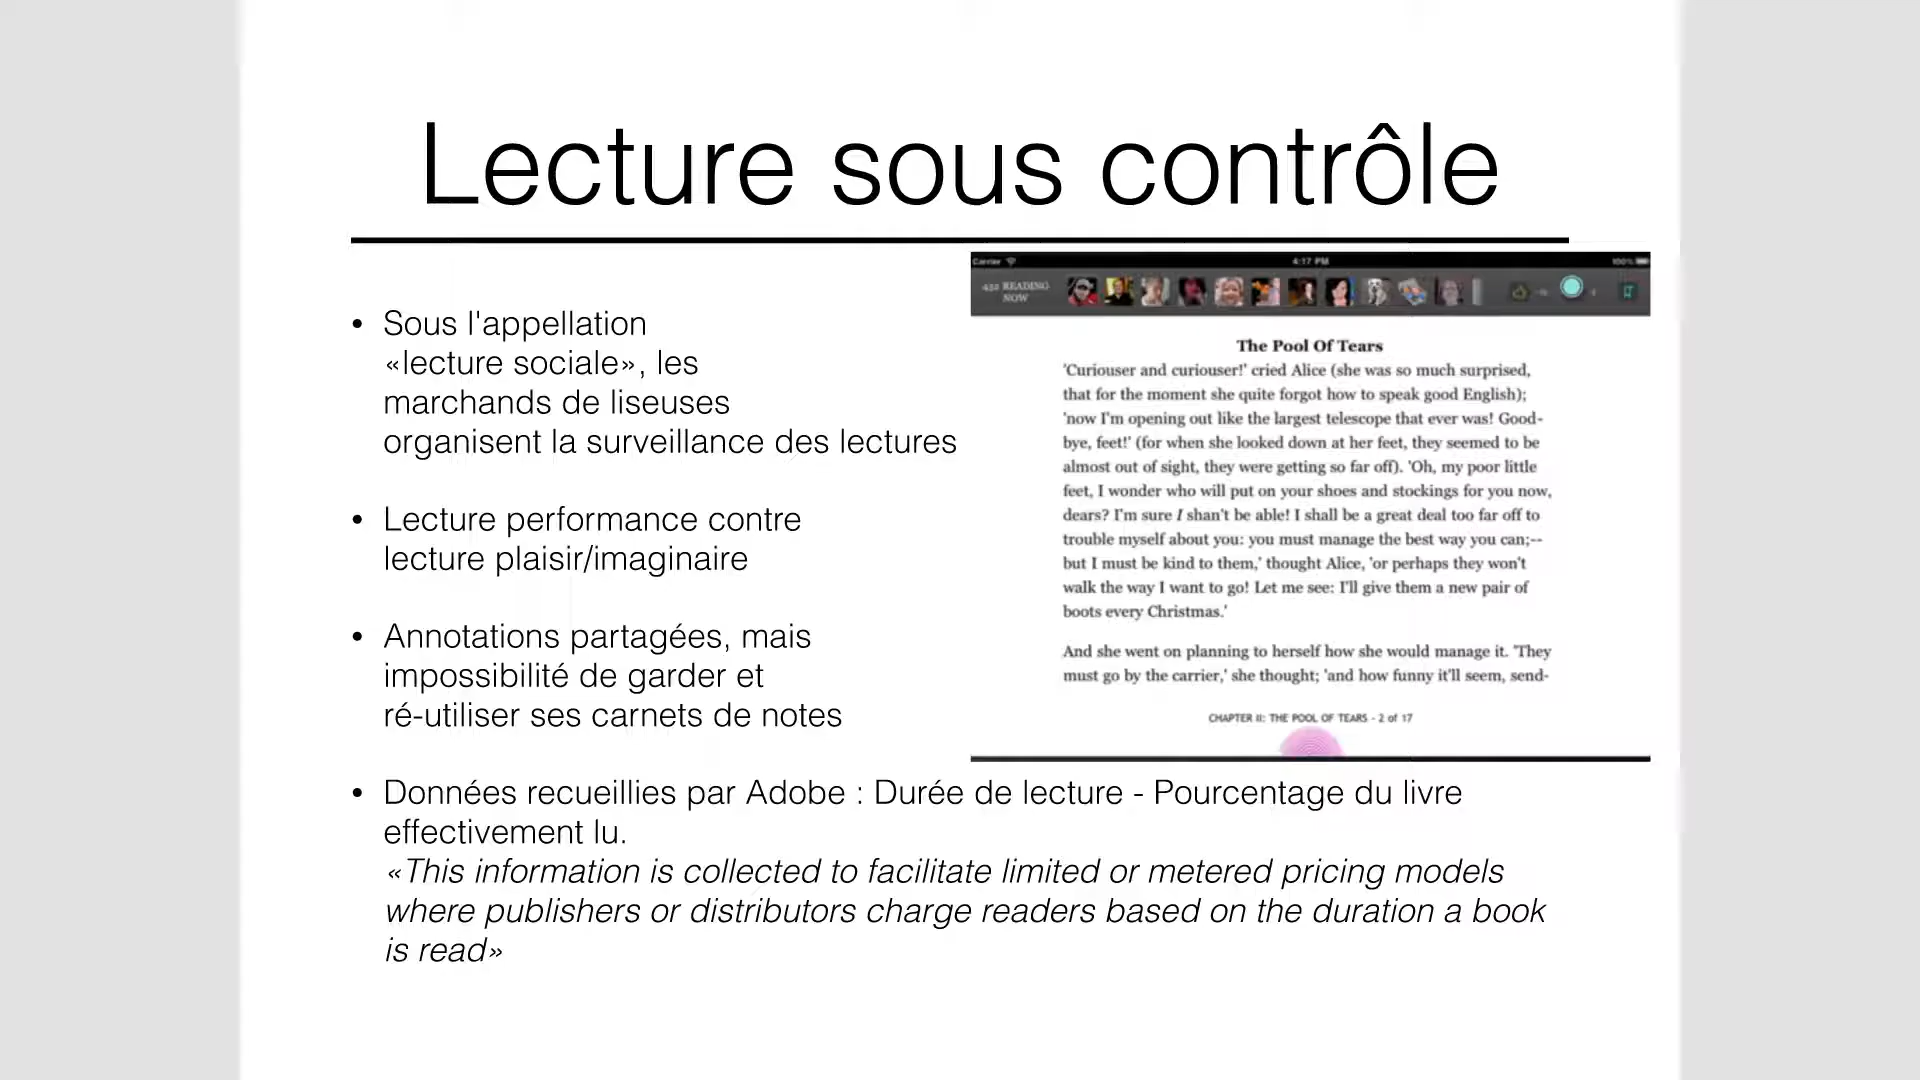 Lecture sous contrôle
• Sous l'appellation
«lecture sociale», les
marchands de liseuses
organisent la surveillance des lectures
• Lecture performance contre
lecture plaisir/imaginaire
• Annotations partagées, mais
impossibilité de garder et
ré-utiliser ses carnets de notes
Carrier
4:17 PM
100%
READING
NOW
The Pool Of Tears
'Curiouser and curiouser!' cried Alice (she was so much surprised,
that for the moment she quite forgot how to speak good English);
'now I'm opening out like the largest telescope that ever was! Good-
bye, feet!' (for when she looked down at her feet, they seemed to be
almost out of sight, they were getting so far off). 'Oh, my poor little
feet, I wonder who will put on your shoes and stockings for you now,
dears? I'm sure I shan't be able! I shall be a great deal too far off to
trouble myself about you: you must manage the best way you can;--
but I must be kind to them,' thought Alice, 'or perhaps they won't
walk the way I want to go! Let me see: I'll give them a new pair of
boots every Christmas.'
And she went on planning to herself how she would manage it. 'They
must go by the carrier,' she thought; 'and how funny it'll seem, send-
CHAPTER II: THE POOL OF TEARS - 2 of 17
• Données recueillies par Adobe : Durée de lecture - Pourcentage du livre
effectivement lu.
«This information is collected to facilitate limited or metered pricing models
where publishers or distributors charge readers based on the duration a book
is read»